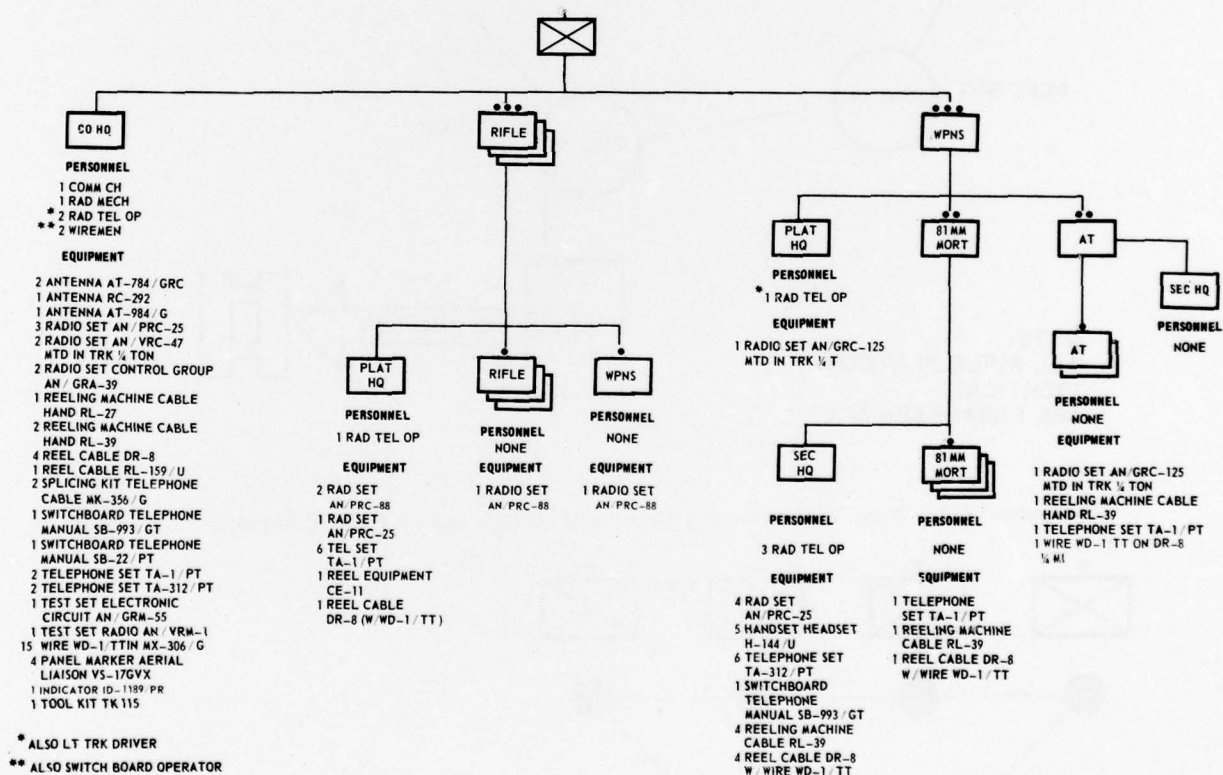 CO HQ
PERSONNEL
1 COMM CH
1 RAD MECH
* 2 RAD TEL OP
** 2 WIREMEN
EQUIPMENT
2 ANTENNA AT-784/GRC
1 ANTENNA RC-292
1 ANTENNA AT-984/G
3 RADIO SET AN/PRC-25
2 RADIO SET AN/VRC-47
MTD IN TRK ¼ TON
2 RADIO SET CONTROL GROUP
AN/GRA-39
1 REELING MACHINE CABLE
HAND RL-27
2 REELING MACHINE CABLE
HAND RL-39
4 REEL CABLE DR-8
1 REEL CABLE RL-159/U
2 SPLICING KIT TELEPHONE
CABLE MK-356/G
1 SWITCHBOARD TELEPHONE
MANUAL SB-993/GT
1 SWITCHBOARD TELEPHONE
MANUAL SB-22/PT
2 TELEPHONE SET TA-1/PT
2 TELEPHONE SET TA-312/PT
1 TEST SET ELECTRONIC
CIRCUIT AN/GRM-55
1 TEST SET RADIO AN/VRM-1
15 WIRE WD-1/TTIN MX-306/G
4 PANEL MARKER AERIAL
LIAISON VS-17GVX
1 INDICATOR ID-1189/PR
1 TOOL KIT TK 115
* ALSO LT TRK DRIVER
** ALSO SWITCH BOARD OPERATOR
RIFLE
PLAT
HQ
PERSONNEL
1 RAD TEL OP
EQUIPMENT
2 RAD SET
AN/PRC-88
1 RAD SET
AN/PRC-25
6 TEL SET
TA-1/PT
1 REEL EQUIPMENT
CE-11
1 REEL CABLE
DR-8 (W/WD-1/TT)
RIFLE
PERSONNEL
NONE
EQUIPMENT
1 RADIO SET
AN/PRC-88
WPNS
PERSONNEL
NONE
EQUIPMENT
1 RADIO SET
AN/PRC-88
WPNS
PLAT
HQ
PERSONNEL
* 1 RAD TEL OP
EQUIPMENT
1 RADIO SET AN/GRC-125
MTD IN TRK ¼ T
81MM
MORT
SEC
HQ
PERSONNEL
3 RAD TEL OP
EQUIPMENT
4 RAD SET
AN/PRC-25
5 HANDSET HEADSET
H-144/U
6 TELEPHONE SET
TA-312/PT
1 SWITCHBOARD
TELEPHONE
MANUAL SB-993/GT
4 REELING MACHINE
CABLE RL-39
4 REEL CABLE DR-8
W/WIRE WD-1/TT
81MM
MORT
PERSONNEL
NONE
EQUIPMENT
1 TELEPHONE
SET TA-1/PT
1 REELING MACHINE
CABLE RL-39
1 REEL CABLE DR-8
W/WIRE WD-1/TT
AT
SEC HQ
PERSONNEL
NONE
AT
PERSONNEL
NONE
EQUIPMENT
1 RADIO SET AN/GRC-125
MTD IN TRK ¼ TON
1 REELING MACHINE CABLE
HAND RL-39
1 TELEPHONE SET TA-1/PT
1 WIRE WD-1 TT ON DR-8
¼ MI